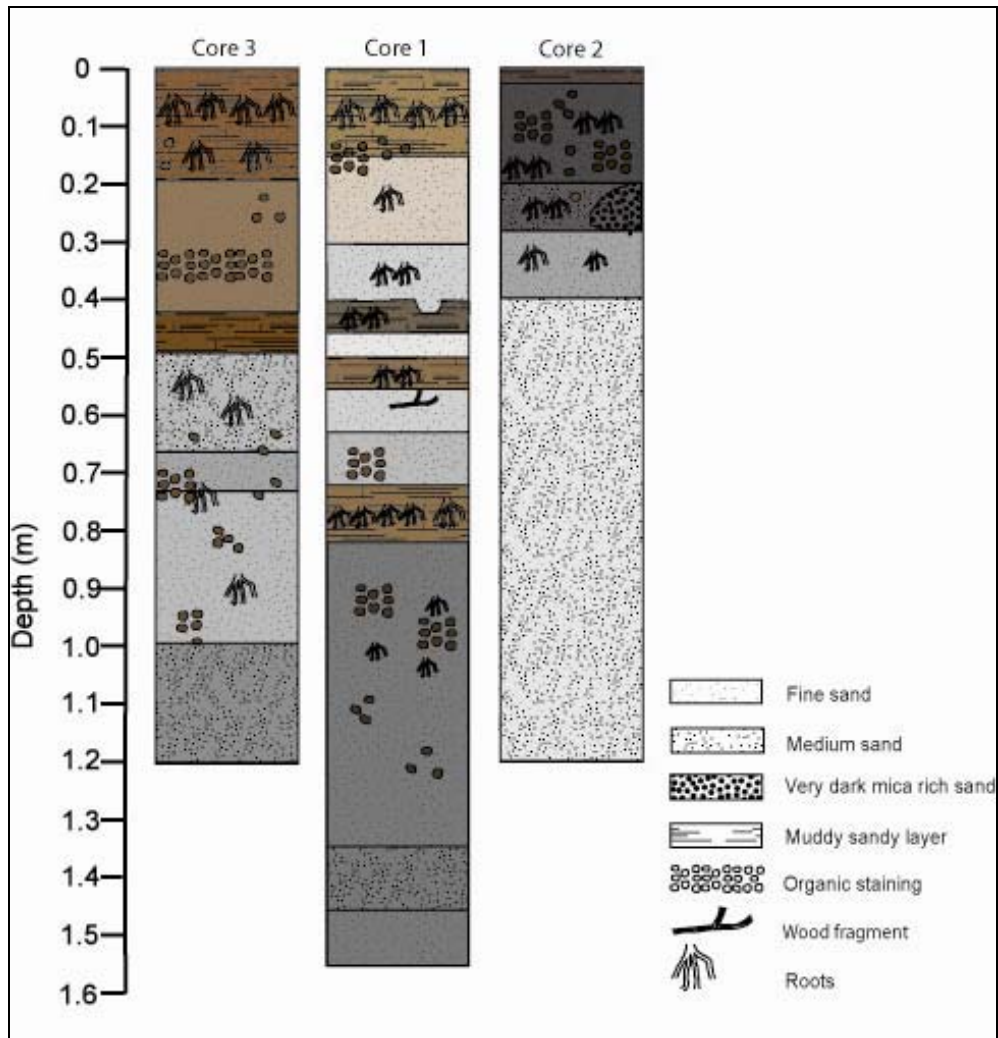 Core 3
Core 1
Core 2
Depth (m)
0
0.1
0.2
0.3
0.4
0.5
0.6
0.7
0.8
0.9
1.0
1.1
1.2
1.3
1.4
1.5
1.6
Fine sand
Medium sand
Very dark mica rich sand
Muddy sandy layer
Organic staining
Wood fragment
Roots